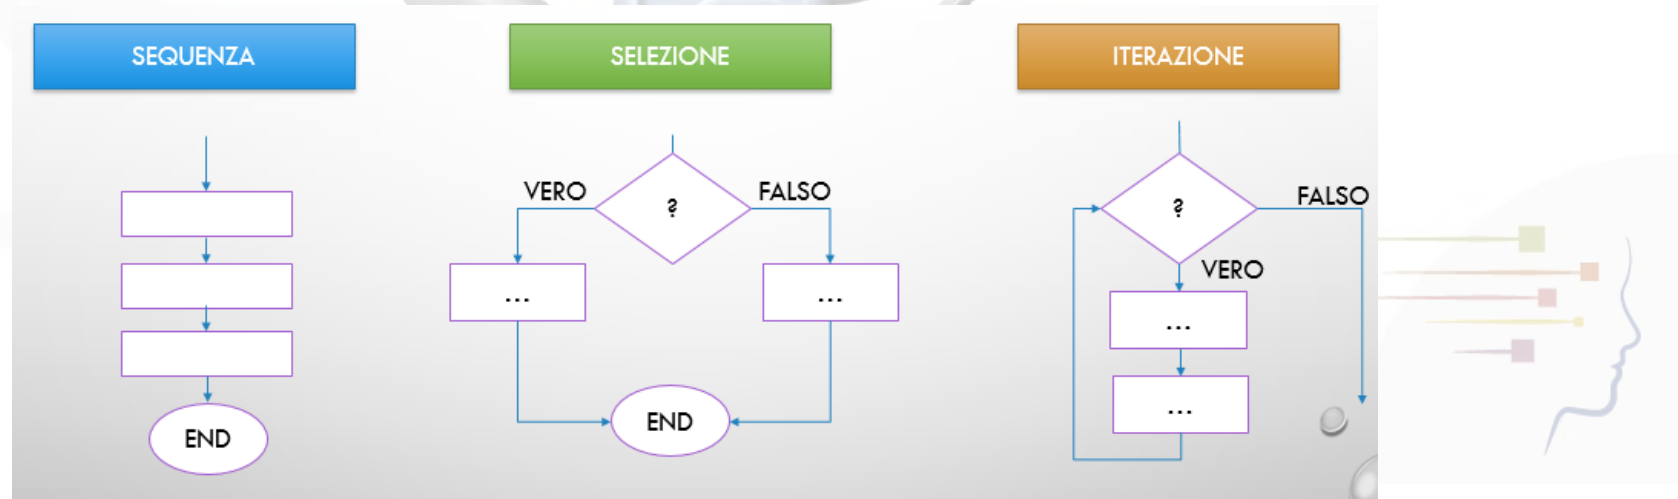 SEQUENZA
END
SELEZIONE
VERO
?
FALSO
...
...
END
ITERAZIONE
?
FALSO
VERO
...
...